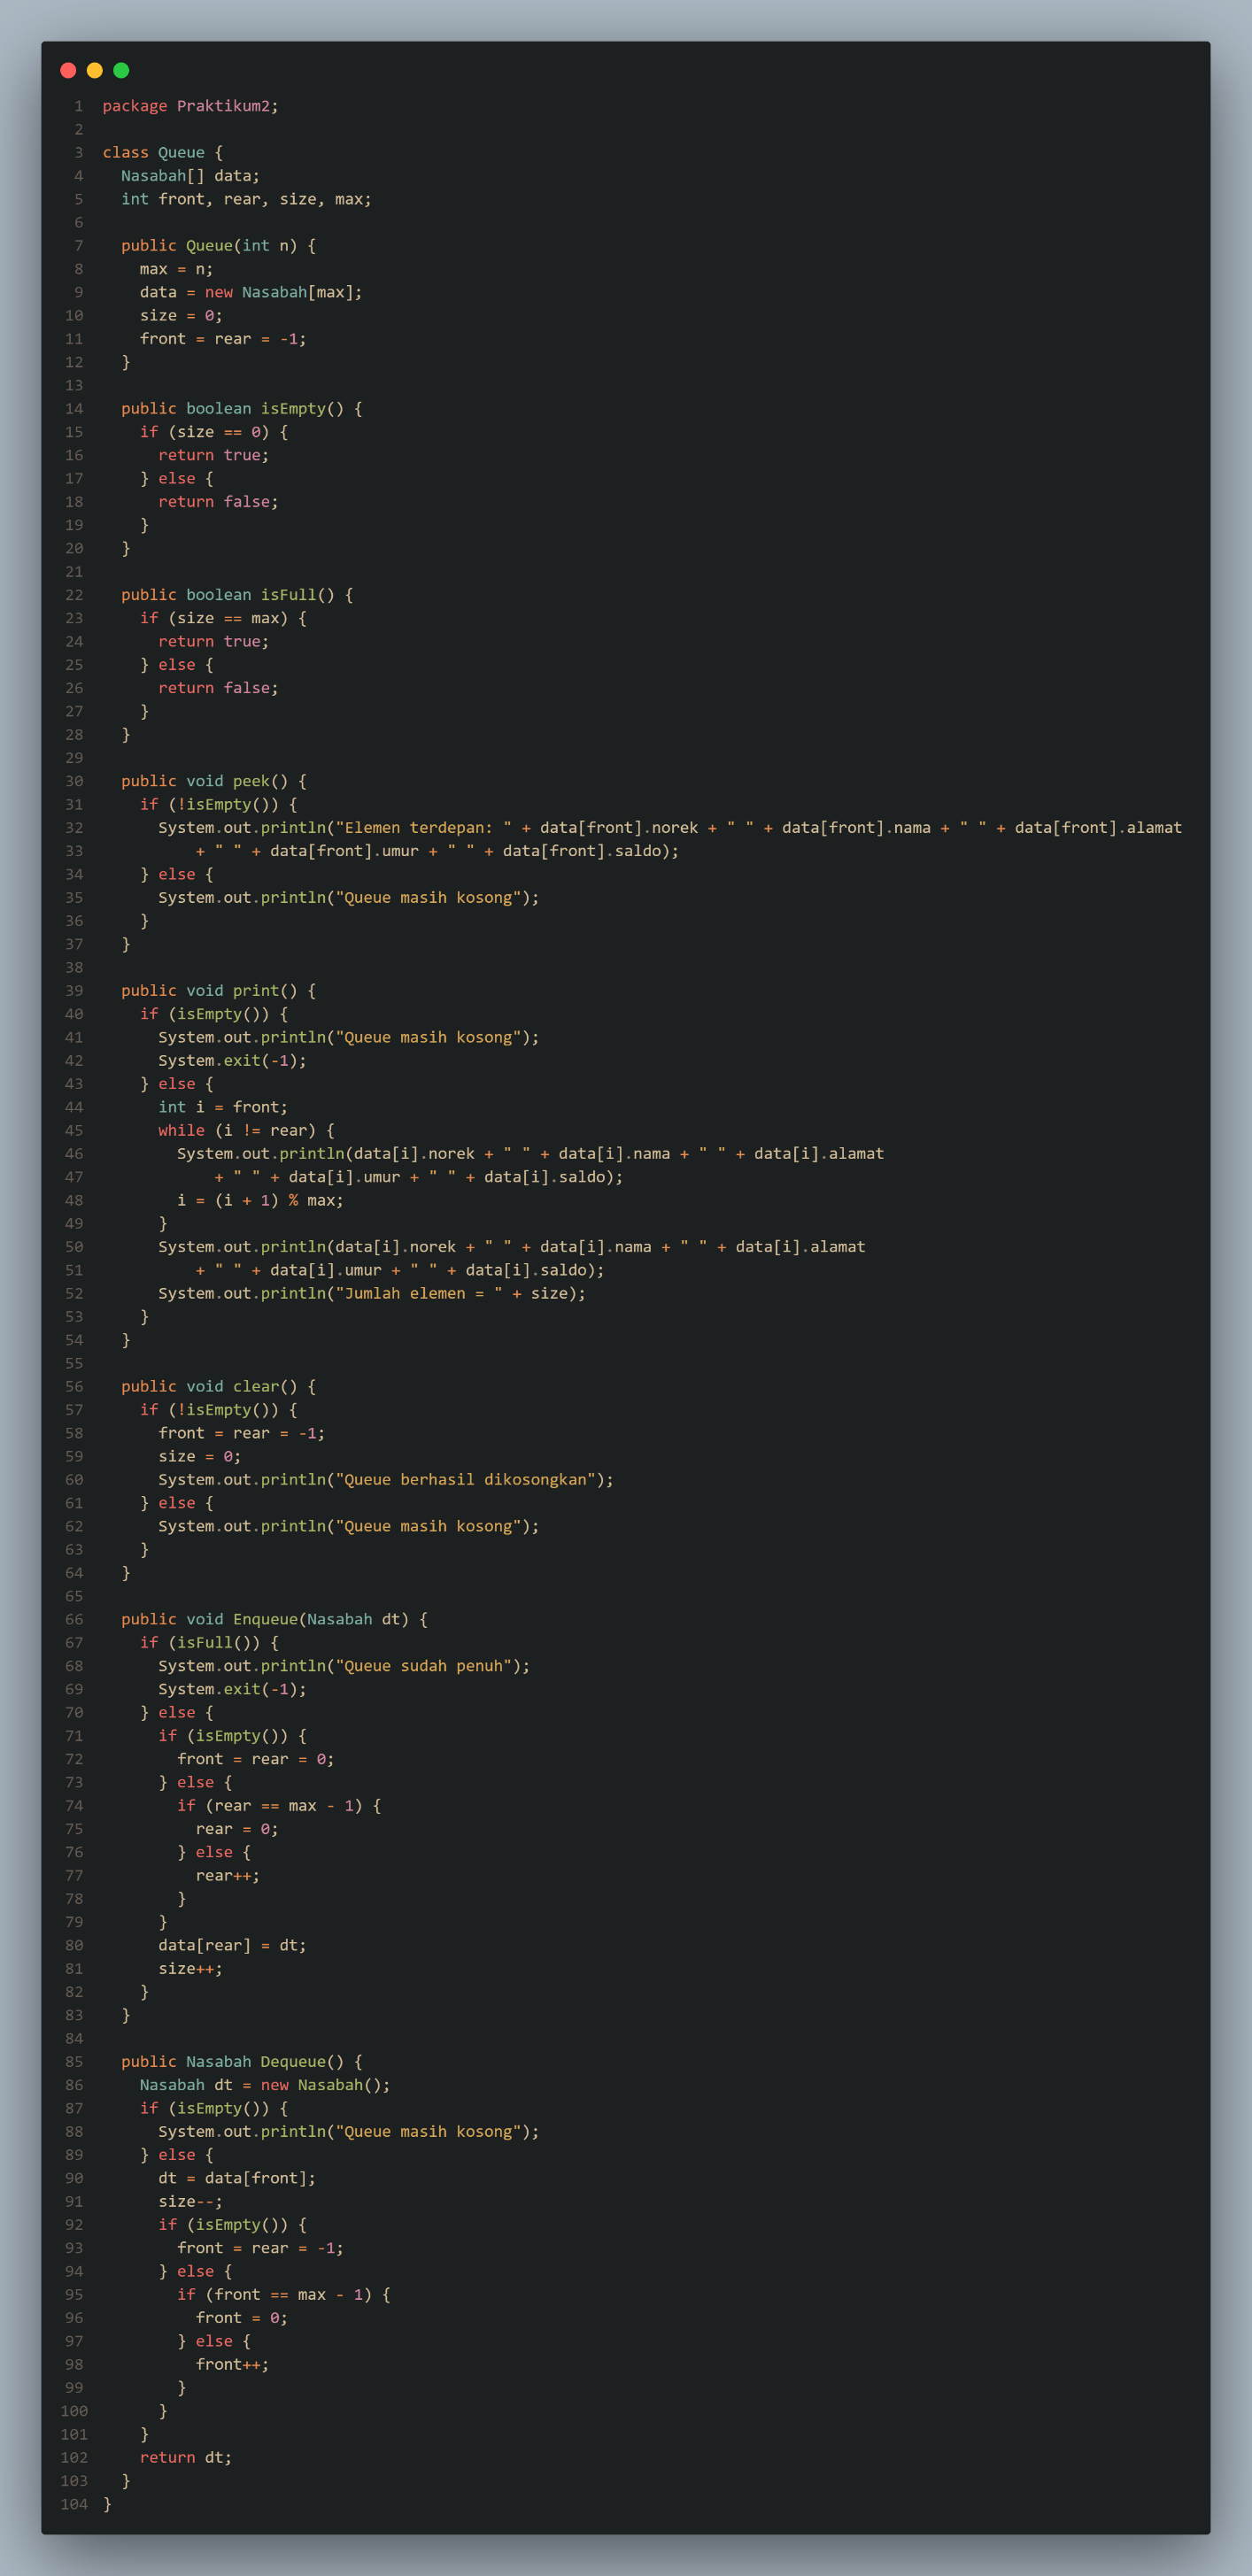 1 package Praktikum2;
2
3 class Queue {
4   Nasabah[] data;
5   int front, rear, size, max;
6
7   public Queue(int n) {
8     max = n;
9     data = new Nasabah[max];
10     size = 0;
11     front = rear = -1;
12   }
13
14   public boolean isEmpty() {
15     if (size == 0) {
16       return true;
17     } else {
18       return false;
19     }
20   }
21
22   public boolean isFull() {
23     if (size == max) {
24       return true;
25     } else {
26       return false;
27     }
28   }
29
30   public void peek() {
31     if (!isEmpty()) {
32       System.out.println("Elemen terdepan: " + data[front].norek + " " + data[front].nama + " " + data[front].alamat
33           + " " + data[front].umur + " " + data[front].saldo);
34     } else {
35       System.out.println("Queue masih kosong");
36     }
37   }
38
39   public void print() {
40     if (isEmpty()) {
41       System.out.println("Queue masih kosong");
42       System.exit(-1);
43     } else {
44       int i = front;
45       while (i != rear) {
46         System.out.println(data[i].norek + " " + data[i].nama + " " + data[i].alamat
47             + " " + data[i].umur + " " + data[i].saldo);
48         i = (i + 1) % max;
49       }
50       System.out.println(data[i].norek + " " + data[i].nama + " " + data[i].alamat
51           + " " + data[i].umur + " " + data[i].saldo);
52       System.out.println("Jumlah elemen = " + size);
53     }
54   }
55
56   public void clear() {
57     if (!isEmpty()) {
58       front = rear = -1;
59       size = 0;
60       System.out.println("Queue berhasil dikosongkan");
61     } else {
62       System.out.println("Queue masih kosong");
63     }
64   }
65
66   public void Enqueue(Nasabah dt) {
67     if (isFull()) {
68       System.out.println("Queue sudah penuh");
69       System.exit(-1);
70     } else {
71       if (isEmpty()) {
72         front = rear = 0;
73       } else {
74         if (rear == max - 1) {
75           rear = 0;
76         } else {
77           rear++;
78         }
79       }
80       data[rear] = dt;
81       size++;
82     }
83   }
84
85   public Nasabah Dequeue() {
86     Nasabah dt = new Nasabah();
87     if (isEmpty()) {
88       System.out.println("Queue masih kosong");
89     } else {
90       dt = data[front];
91       size--;
92       if (isEmpty()) {
93         front = rear = -1;
94       } else {
95         if (front == max - 1) {
96           front = 0;
97         } else {
98           front++;
99         }
100       }
101     }
102     return dt;
103   }
104 }